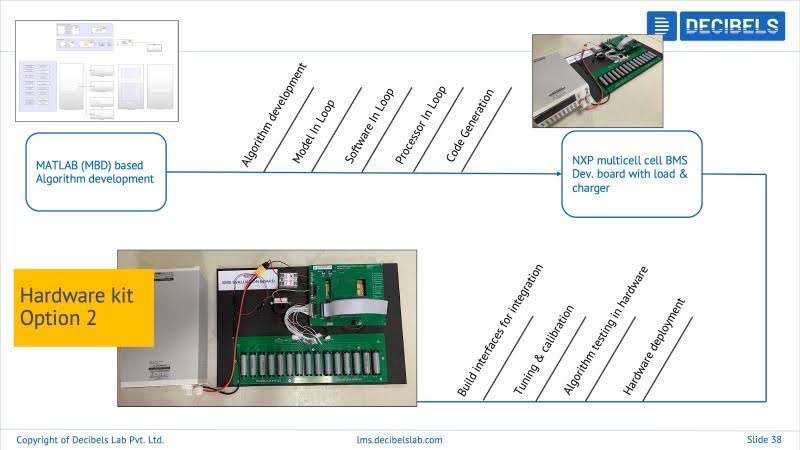 DECIBELS
Algorithm development
Model In Loop
Software In Loop
Processor In Loop
Code Generation
MATLAB (MBD) based
Algorithm development
NXP multicell cell BMS
Dev. board with load &
charger
Hardware kit
Option 2
Build interfaces for integration
Tuning & calibration
Algorithm testing in hardware
Hardware deployment
Copyright of Decibels Lab Pvt. Ltd.
lms.decibelslab.com
Slide 38